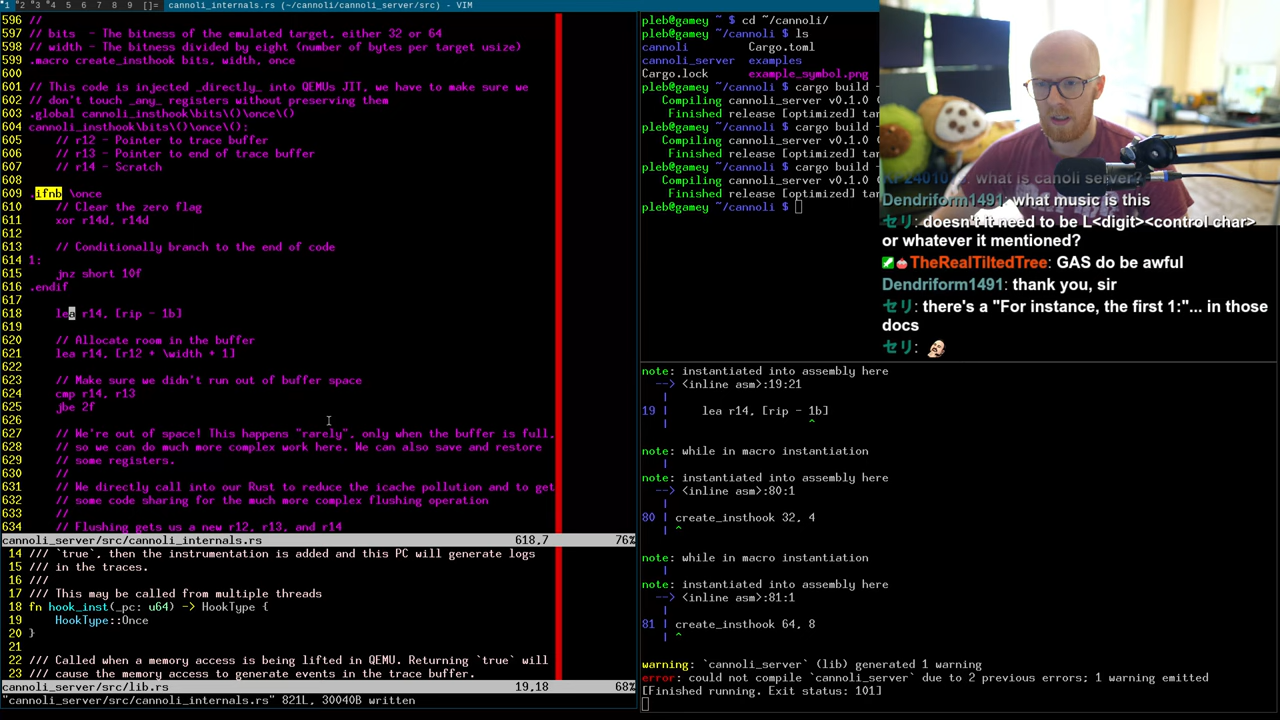 1 2 3 4 5 6 7 8 9 []= cannoli_internals.rs (~/cannoli/cannoli_server/src) - VIM
596 //
597 // bits  - The bitness of the emulated target, either 32 or 64
598 // width - The bitness divided by eight (number of bytes per target usize)
599 .macro create_insthook bits, width, once
600
601 // This code is injected _directly_ into QEMUs JIT, we have to make sure we
602 // don't touch _any_ registers without preserving them
603 .global cannoli_insthook\bits\()\once\()
604 cannoli_insthook\bits\()\once\():
605     // r12 - Pointer to trace buffer
606     // r13 - Pointer to end of trace buffer
607     // r14 - Scratch
608
609 .ifnb \once
610     // Clear the zero flag
611     xor r14d, r14d
612
613     // Conditionally branch to the end of code
614 1:
615     jnz short 10f
616 .endif
617
618     lea r14, [rip - 1b]
619
620     // Allocate room in the buffer
621     lea r14, [r12 + \width + 1]
622
623     // Make sure we didn't run out of buffer space
624     cmp r14, r13
625     jbe 2f
626
627     // We're out of space! This happens "rarely", only when the buffer is full,
628     // so we can do much more complex work here. We can also save and restore
629     // some registers.
630     //
631     // We directly call into our Rust to reduce the icache pollution and to get
632     // some code sharing for the much more complex flushing operation
633     //
634     // Flushing gets us a new r12, r13, and r14
cannoli_server/src/cannoli_internals.rs 618,7 76%
14 /// `true`, then the instrumentation is added and this PC will generate logs
15 /// in the traces.
16 ///
17 /// This may be called from multiple threads
18 fn hook_inst(_pc: u64) -> HookType {
19     HookType::Once
20 }
21
22 /// Called when a memory access is being lifted in QEMU. Returning `true` will
23 /// cause the memory access to generate events in the trace buffer.
cannoli_server/src/lib.rs 19,18 68%
"cannoli_server/src/cannoli_internals.rs" 821L, 30040B written
pleb@gamey ~ $ cd ~/cannoli/
pleb@gamey ~/cannoli $ ls
cannoli Cargo.toml
cannoli_server examples
Cargo.lock example_symbol.png
pleb@gamey ~/cannoli $ cargo build -
Compiling cannoli_server v0.1.0 (
Finished release [optimized] tar
pleb@gamey ~/cannoli $ cargo build -
Compiling cannoli_server v0.1.0 (
Finished release [optimized] tar
pleb@gamey ~/cannoli $ cargo build -
Compiling cannoli_server v0.1.0 (
Finished release [optimized] tar
pleb@gamey ~/cannoli $
what is canoli server?
Dendriform1491: what music is this
セリ: doesn't it need to be L<digit><control char> or whatever it mentioned?
TheRealTiltedTree: GAS do be awful
Dendriform1491: thank you, sir
セリ: there's a "For instance, the first 1:"... in those docs
セリ:
note: instantiated into assembly here
--> <inline asm>:19:21
|
19 |     lea r14, [rip - 1b]
|                     ^
note: while in macro instantiation
|
note: instantiated into assembly here
--> <inline asm>:80:1
|
80 | create_insthook 32, 4
| ^
note: while in macro instantiation
|
note: instantiated into assembly here
--> <inline asm>:81:1
|
81 | create_insthook 64, 8
| ^
warning: `cannoli_server` (lib) generated 1 warning
error: could not compile `cannoli_server` due to 2 previous errors; 1 warning emitted
[Finished running. Exit status: 101]